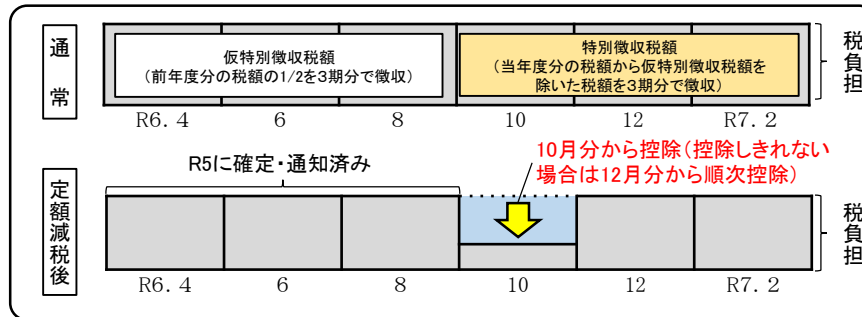 通常
仮特別徴収税額
(前年度分の税額の1/2を3期分で徴収)
特別徴収税額
(当年度分の税額から仮特別徴収税額を
除いた税額を3期分で徴収)
税負担
R6.4 6 8 10 12 R7.2
R5に確定・通知済み
10月分から控除(控除しきれない
場合は12月分から順次控除)
定額減税後
税負担
R6.4 6 8 10 12 R7.2